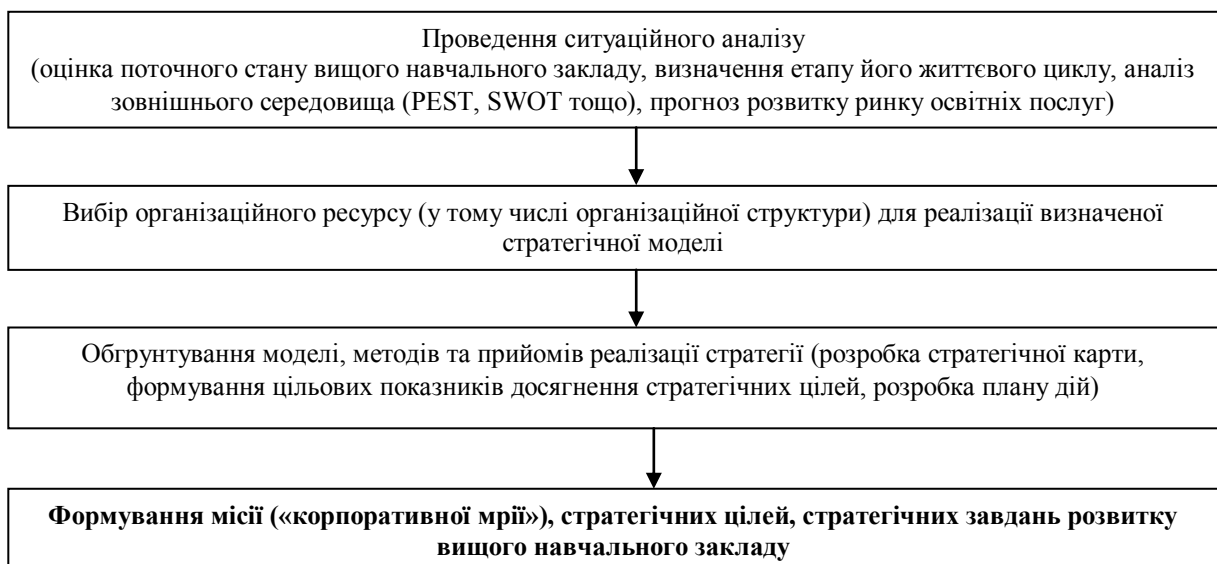 Проведення ситуаційного аналізу
(оцінка поточного стану вищого навчального закладу, визначення етапу його життєвого циклу, аналіз
зовнішнього середовища (PEST, SWOT тощо), прогноз розвитку ринку освітніх послуг)
Вибір організаційного ресурсу (у тому числі організаційної структури) для реалізації визначеної
стратегічної моделі
Обгрунтування моделі, методів та прийомів реалізації стратегії (розробка стратегічної карти,
формування цільових показників досягнення стратегічних цілей, розробка плану дій)
Формування місії («корпоративної мрії»), стратегічних цілей, стратегічних завдань розвитку
вищого навчального закладу